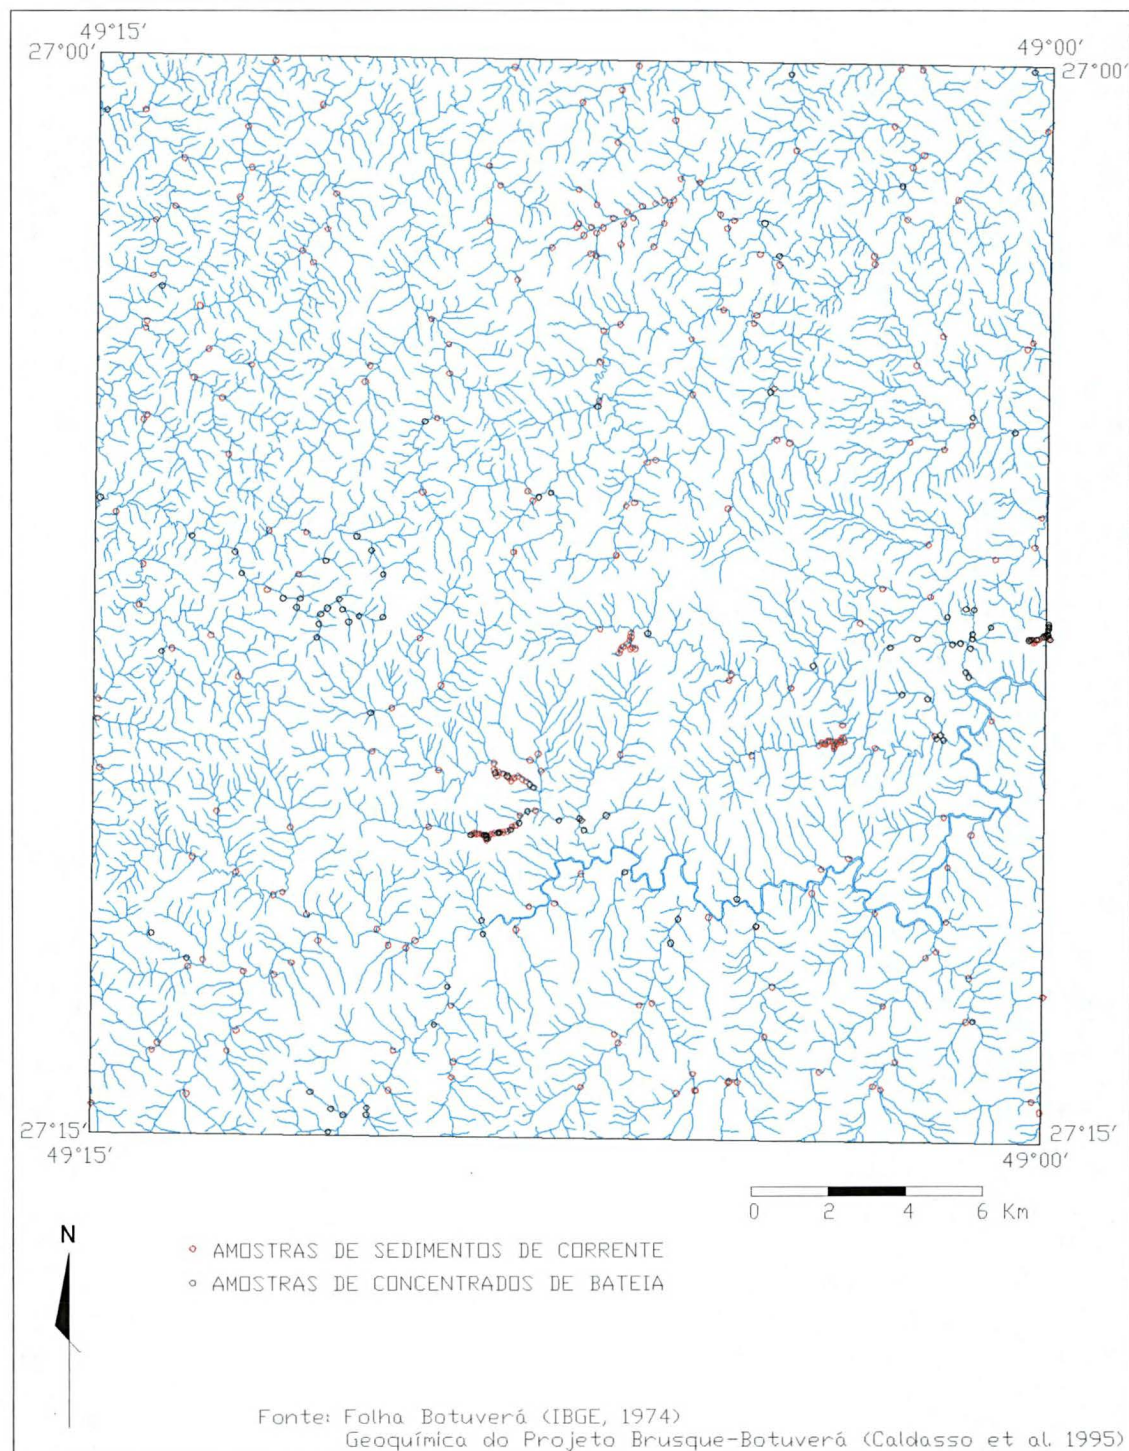 49°15′
27°00′
49°00′
27°00′
27°15′
49°15′
27°15′
49°00′
0 2 4 6 Km
N
AMOSTRAS DE SEDIMENTOS DE CORRENTE
AMOSTRAS DE CONCENTRADOS DE BATEIA
Fonte: Folha Botuverá (IBGE, 1974)
Geoquímica do Projeto Brusque-Botuverá (Caldasso et al 1995)